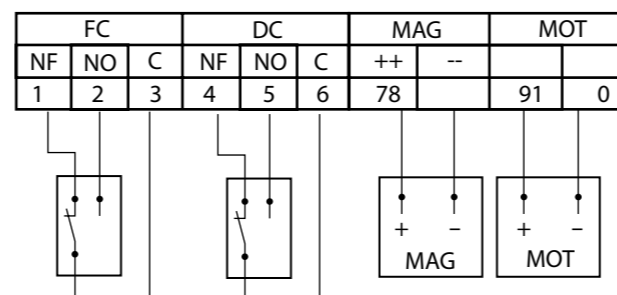 FC DC MAG MOT
NF NO C NF NO C ++ --
1 2 3 4 5 6 78 91 0
+ – + –
MAG MOT